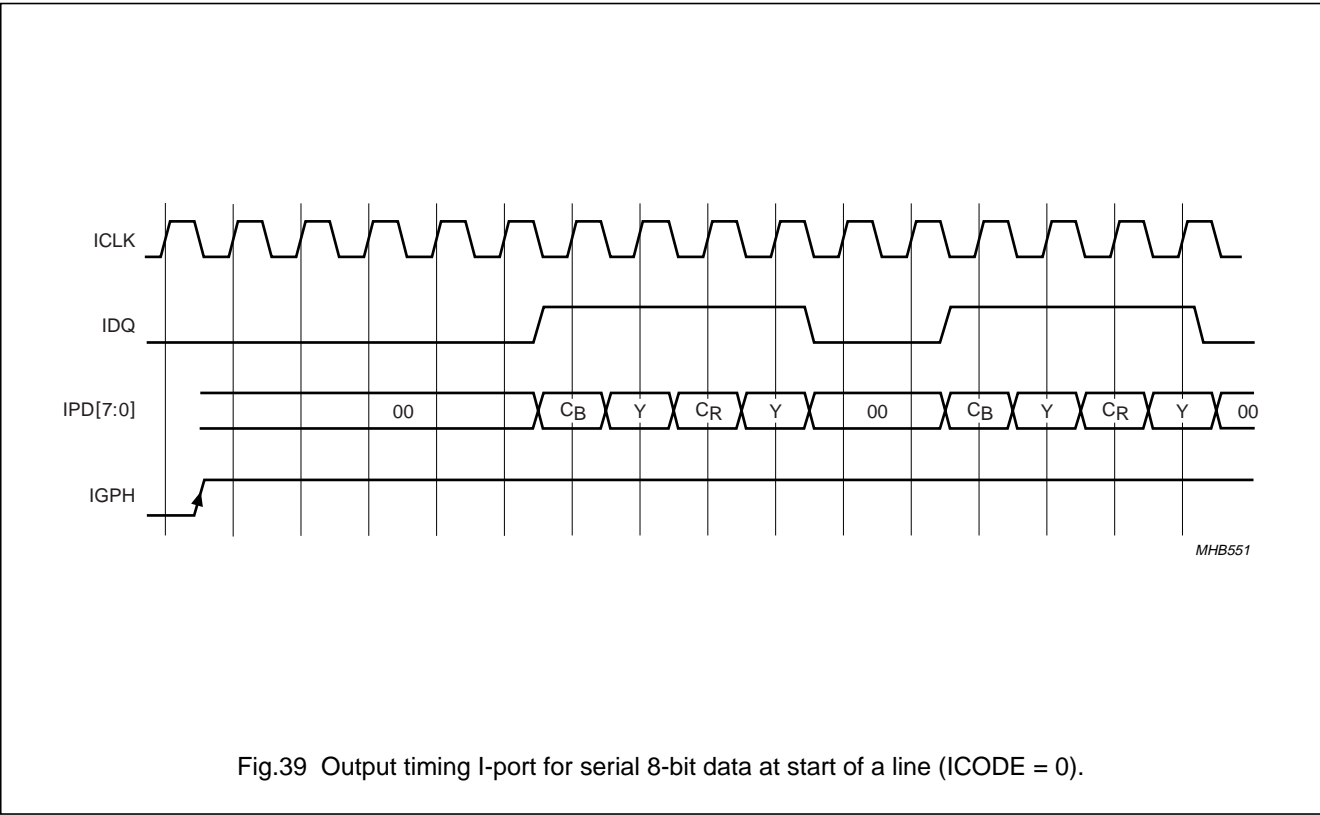 ICLK
IDQ
IPD[7:0] 00 CB Y CR Y 00 CB Y CR Y 00
IGPH
MHB551
Fig.39 Output timing I-port for serial 8-bit data at start of a line (ICODE = 0).